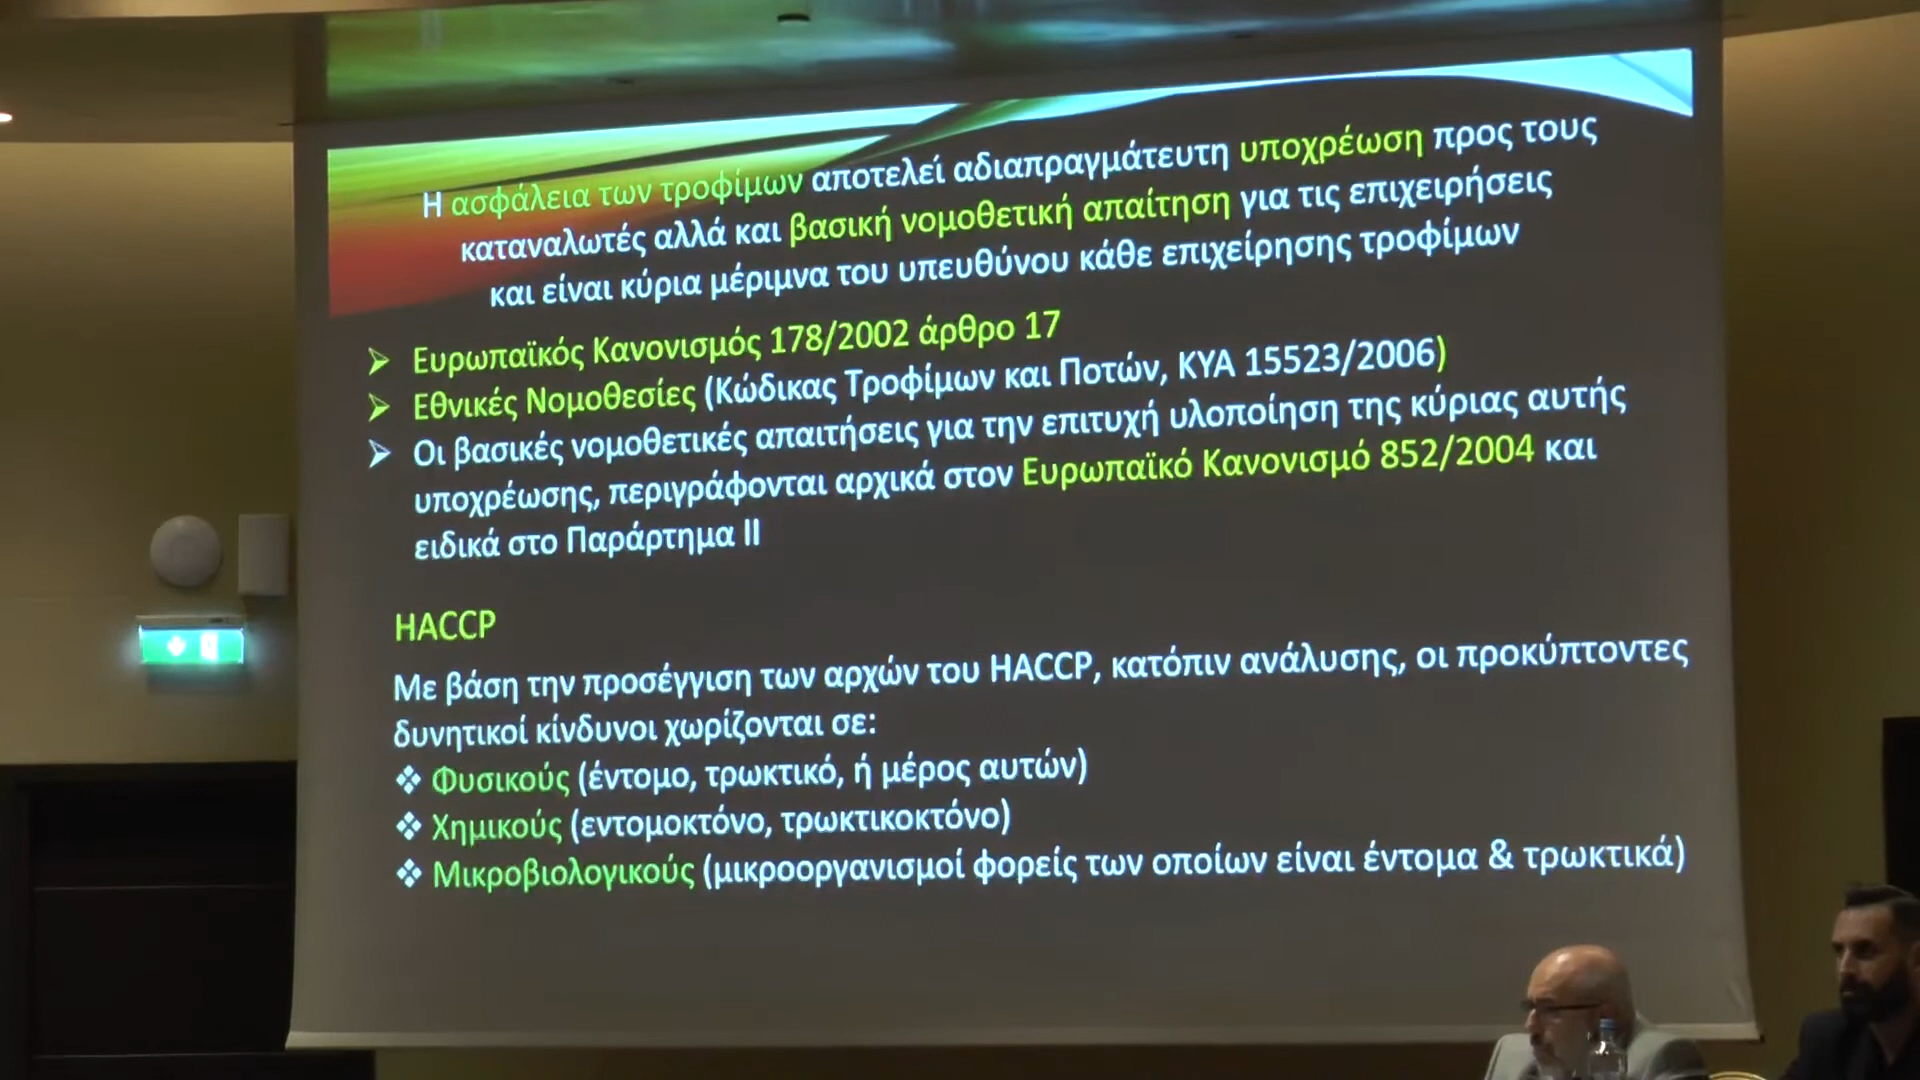 Η ασφάλεια των τροφίμων αποτελεί αδιαπραγμάτευτη υποχρέωση προς τους
καταναλωτές αλλά και βασική νομοθετική απαίτηση για τις επιχειρήσεις
και είναι κύρια μέριμνα του υπευθύνου κάθε επιχείρησης τροφίμων
➢ Ευρωπαϊκός Κανονισμός 178/2002 άρθρο 17
➢ Εθνικές Νομοθεσίες (Κώδικας Τροφίμων και Ποτών, ΚΥΑ 15523/2006)
➢ Οι βασικές νομοθετικές απαιτήσεις για την επιτυχή υλοποίηση της κύριας αυτής
υποχρέωσης, περιγράφονται αρχικά στον Ευρωπαϊκό Κανονισμό 852/2004 και
ειδικά στο Παράρτημα ΙΙ
HACCP
Με βάση την προσέγγιση των αρχών του HACCP, κατόπιν ανάλυσης, οι προκύπτοντες
δυνητικοί κίνδυνοι χωρίζονται σε:
❖ Φυσικούς (έντομο, τρωκτικό, ή μέρος αυτών)
❖ Χημικούς (εντομοκτόνο, τρωκτικοκτόνο)
❖ Μικροβιολογικούς (μικροοργανισμοί φορείς των οποίων είναι έντομα & τρωκτικά)